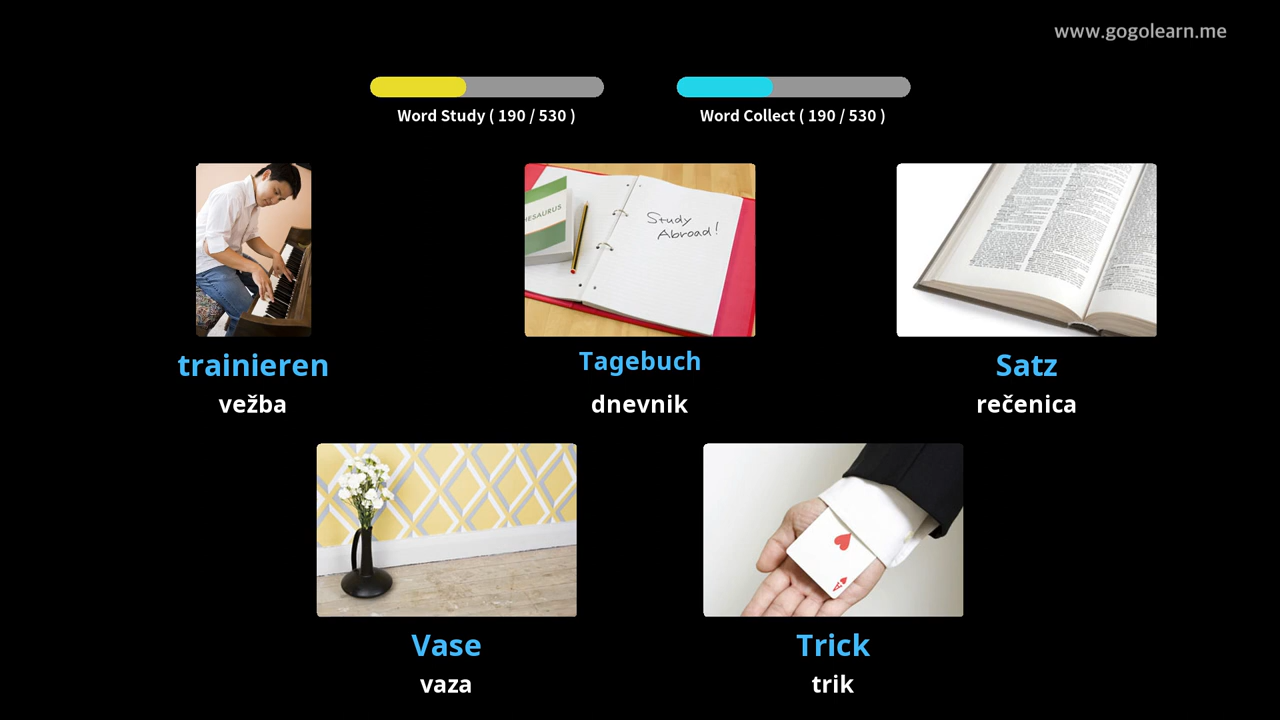 www.gogolearn.me
Word Study ( 190 / 530 )
Word Collect ( 190 / 530 )
HESAURUS
Study
Abroad!
A
trainieren
Tagebuch
Satz
vežba
dnevnik
rečenica
Vase
Trick
vaza
trik